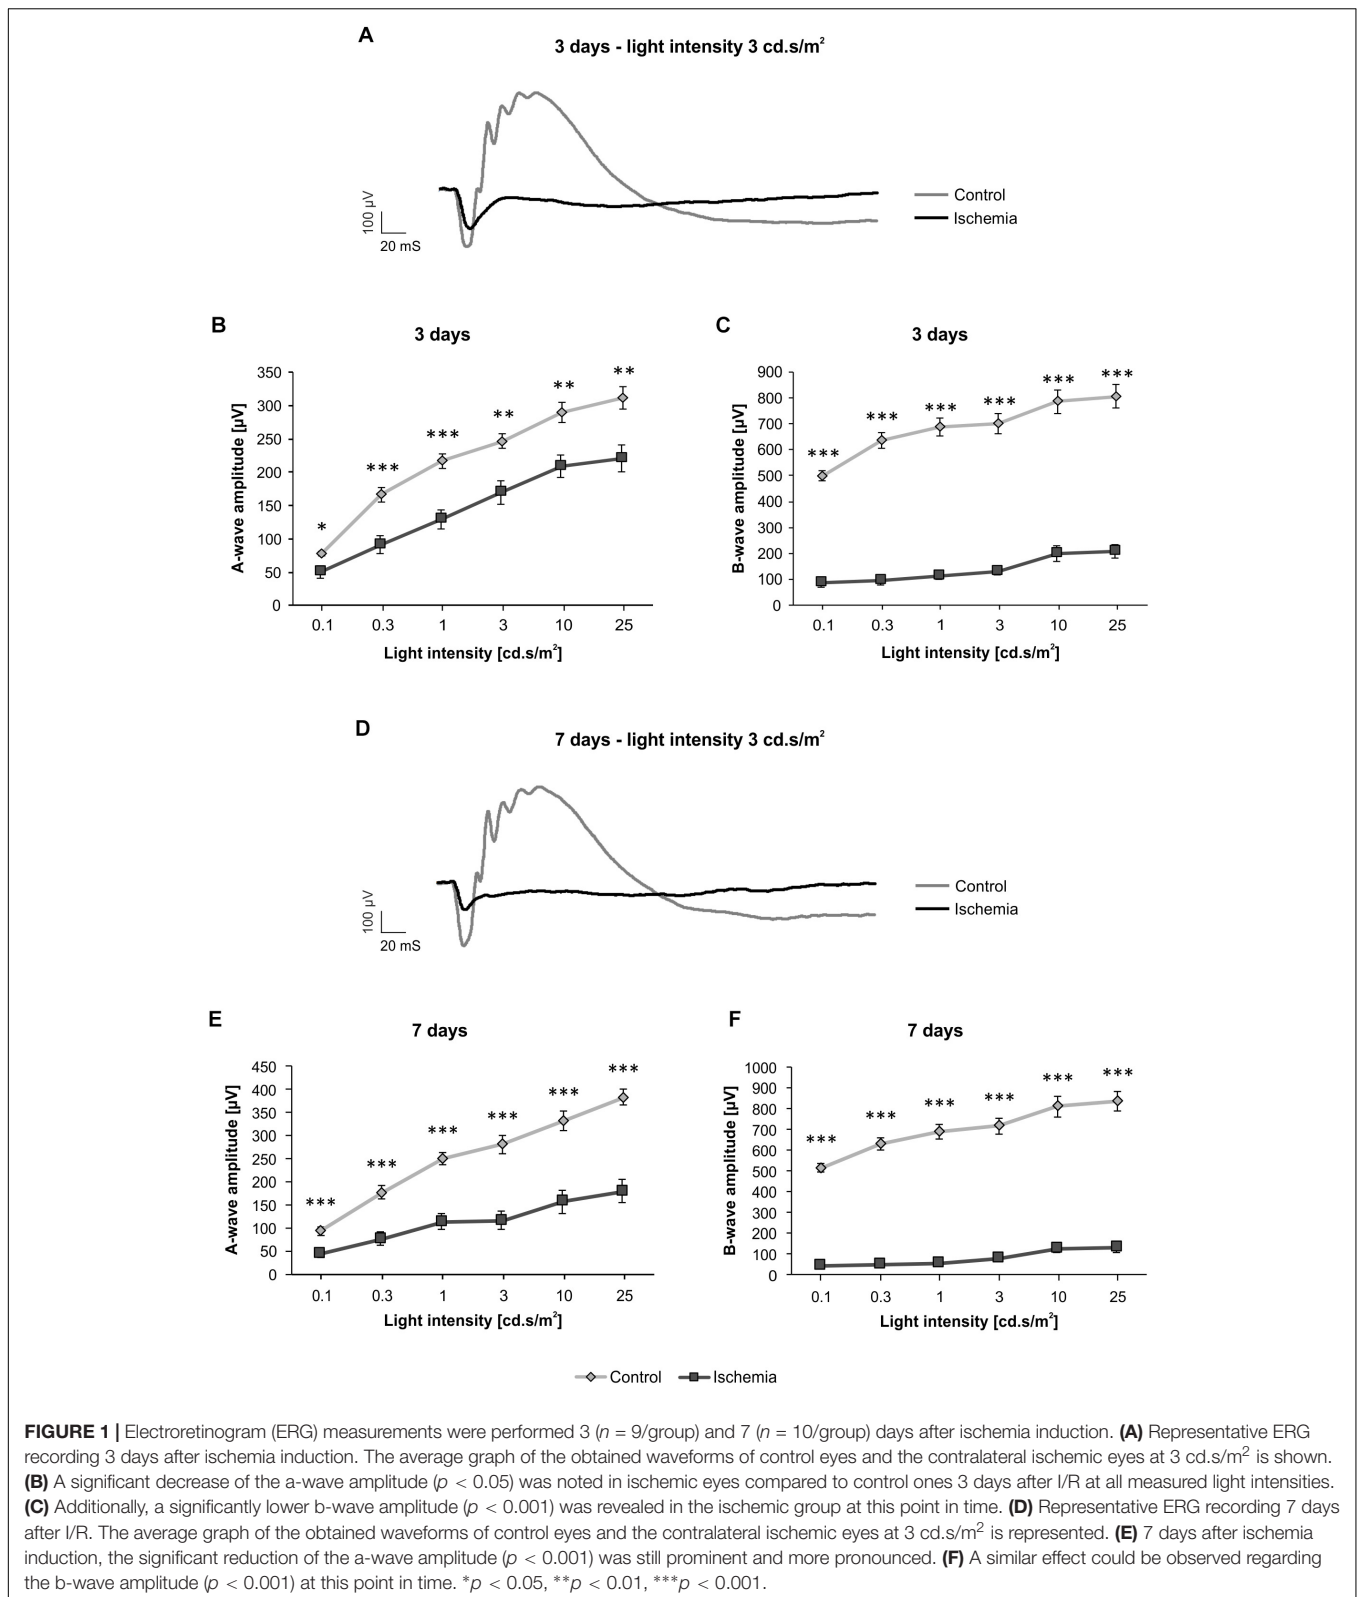 A
3 days - light intensity 3 cd.s/m²
100 µV
20 mS
Control
Ischemia
B
3 days
A-wave amplitude [µV]
350
300
250
200
150
100
50
0
*
***
***
**
**
**
0.1 0.3 1 3 10 25
Light intensity [cd.s/m²]
C
3 days
B-wave amplitude [µV]
900
800
700
600
500
400
300
200
100
0
***
***
***
***
***
***
0.1 0.3 1 3 10 25
Light intensity [cd.s/m²]
D
7 days - light intensity 3 cd.s/m²
100 µV
20 mS
Control
Ischemia
E
7 days
A-wave amplitude [µV]
450
400
350
300
250
200
150
100
50
0
***
***
***
***
***
***
0.1 0.3 1 3 10 25
Light intensity [cd.s/m²]
F
7 days
B-wave amplitude [µV]
1000
900
800
700
600
500
400
300
200
100
0
***
***
***
***
***
***
0.1 0.3 1 3 10 25
Light intensity [cd.s/m²]
Control Ischemia
FIGURE 1 | Electroretinogram (ERG) measurements were performed 3 (n = 9/group) and 7 (n = 10/group) days after ischemia induction. (A) Representative ERG
recording 3 days after ischemia induction. The average graph of the obtained waveforms of control eyes and the contralateral ischemic eyes at 3 cd.s/m² is shown.
(B) A significant decrease of the a-wave amplitude (p < 0.05) was noted in ischemic eyes compared to control ones 3 days after I/R at all measured light intensities.
(C) Additionally, a significantly lower b-wave amplitude (p < 0.001) was revealed in the ischemic group at this point in time. (D) Representative ERG recording 7 days
after I/R. The average graph of the obtained waveforms of control eyes and the contralateral ischemic eyes at 3 cd.s/m² is represented. (E) 7 days after ischemia
induction, the significant reduction of the a-wave amplitude (p < 0.001) was still prominent and more pronounced. (F) A similar effect could be observed regarding
the b-wave amplitude (p < 0.001) at this point in time. *p < 0.05, **p < 0.01, ***p < 0.001.